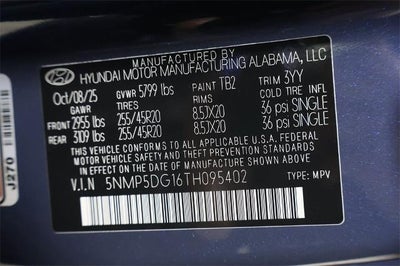 HYUNDAI MOTOR MANUFACTURING ALABAMA, LLC
Oct/08/25 GVWR 5799 lbs PAINT TB2 TRIM 3YY
GAWR TIRES RIMS COLD TIRE INFL
FRONT 2955 lbs 255/45R20 8.5JX20 36 psi SINGLE
REAR 3109 lbs 255/45R20 8.5JX20 36 psi SINGLE
THIS VEHICLE CONFORMS TO ALL APPLICABLE U.S.A. FEDERAL
MOTOR VEHICLE SAFETY AND THEFT PREVENTION STANDARDS
IN EFFECT ON THE DATE OF MANUFACTURE SHOWN ABOVE.
V.I.N 5NMP5DG16TH095402
TYPE: MPV
J270